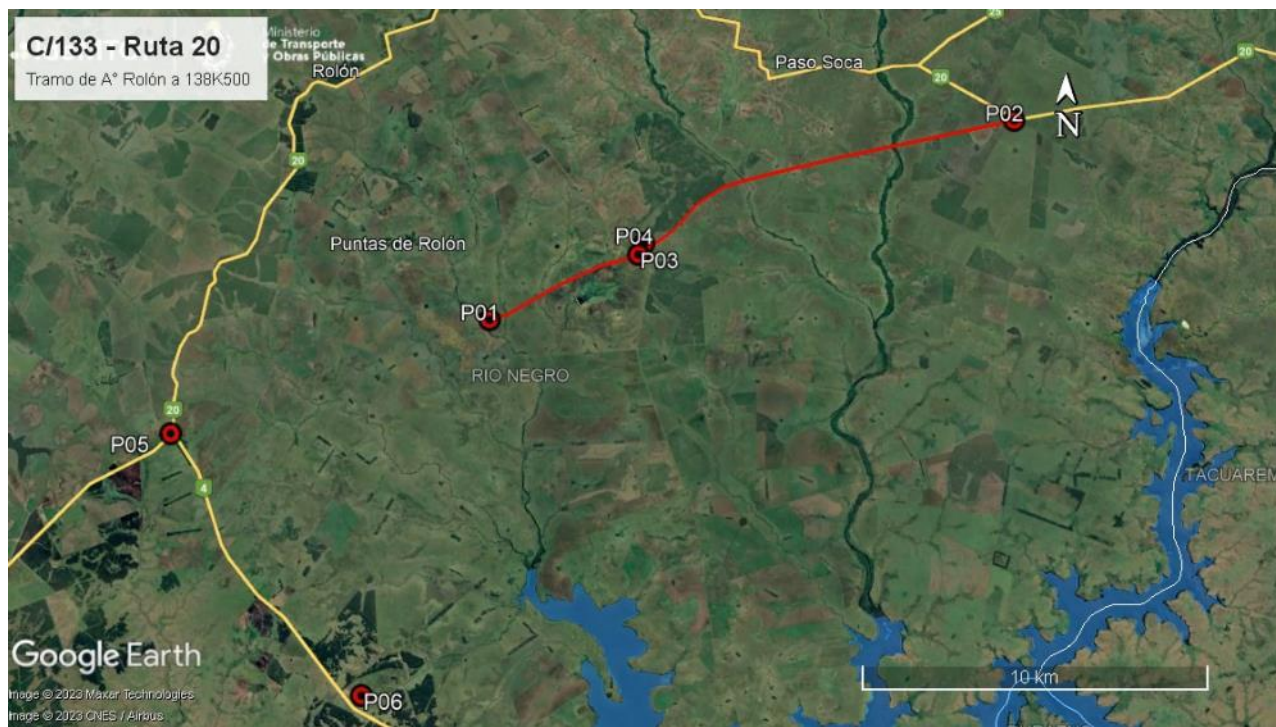 C/133 - Ruta 20
Tramo de A° Rolón a 138K500
Ministerio
de Transporte
y Obras Públicas
Rolón
25
20
Paso Soca
20
P02
N
20
P04
Puntas de Rolón
P03
P01
RIO NEGRO
20
P05
TACUAREM
4
Google Earth
10 km
Image © 2023 Maxar Technologies
P06
Image © 2023 CNES / Airbus